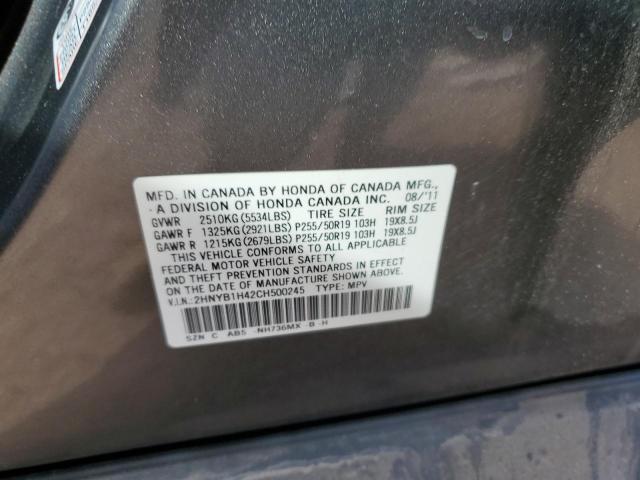 MFD. IN CANADA BY HONDA OF CANADA MFG.,
A DIVISION OF HONDA CANADA INC. 08/'11
GVWR 2510KG(5534LBS) TIRE SIZE RIM SIZE
GAWR F 1325KG(2921LBS) P255/50R19 103H 19X8.5J
GAWR R 1215KG(2679LBS) P255/50R19 103H 19X8.5J
THIS VEHICLE CONFORMS TO ALL APPLICABLE
FEDERAL MOTOR VEHICLE SAFETY
AND THEFT PREVENTION STANDARDS IN EFFECT
ON THE DATE OF MANUFACTURE SHOWN ABOVE.
V.I.N.:2HNYB1H42CH500245 TYPE: MPV
SZN C AB5 -NH736MX -B -H